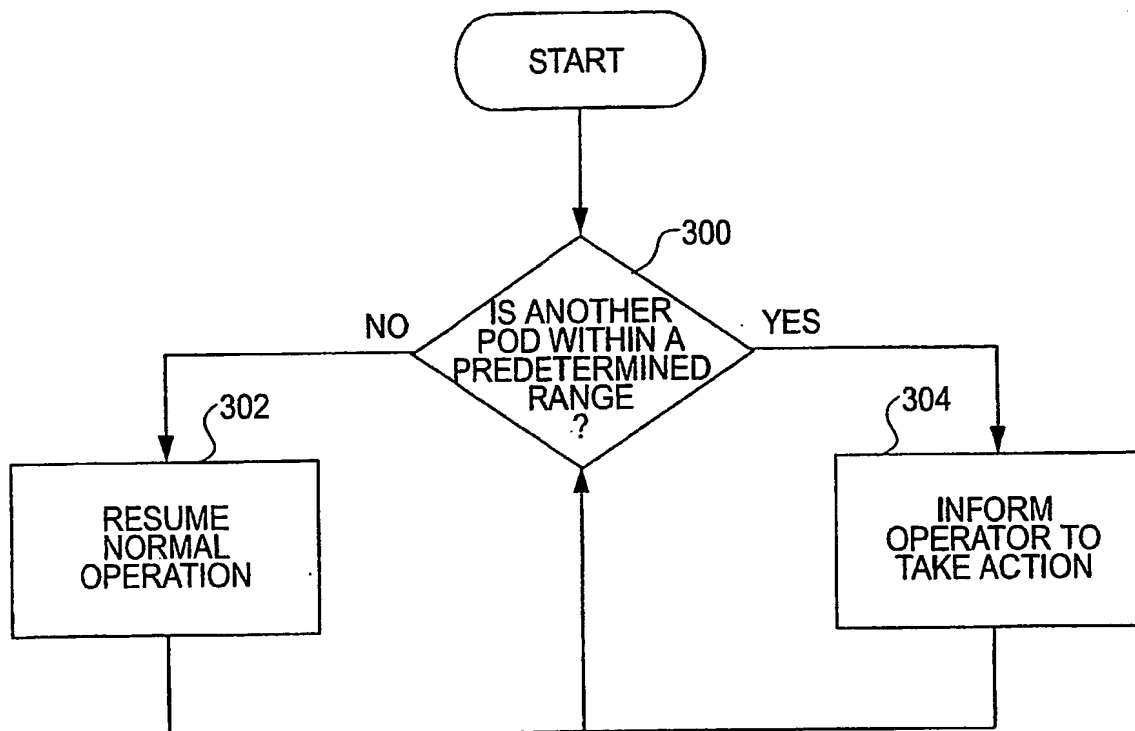 START
300
IS ANOTHER
POD WITHIN A
PREDETERMINED
RANGE
?
NO
YES
302
304
RESUME
NORMAL
OPERATION
INFORM
OPERATOR TO
TAKE ACTION